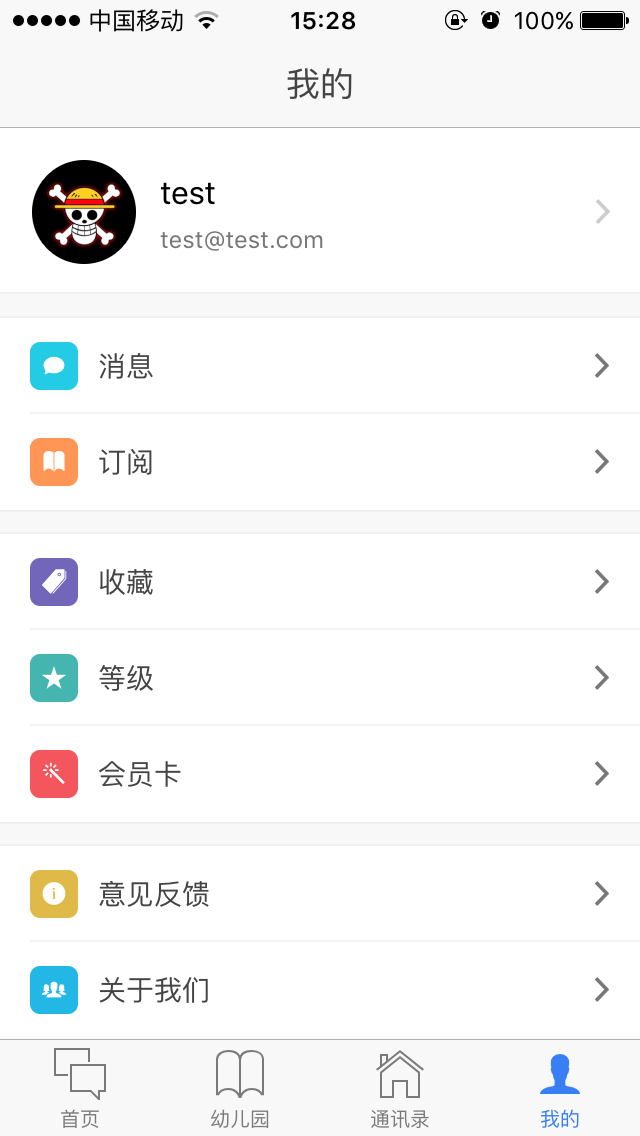 中国移动 15:28 100%
我的
test
test@test.com
消息
订阅
收藏
等级
会员卡
意见反馈
关于我们
首页 幼儿园 通讯录 我的